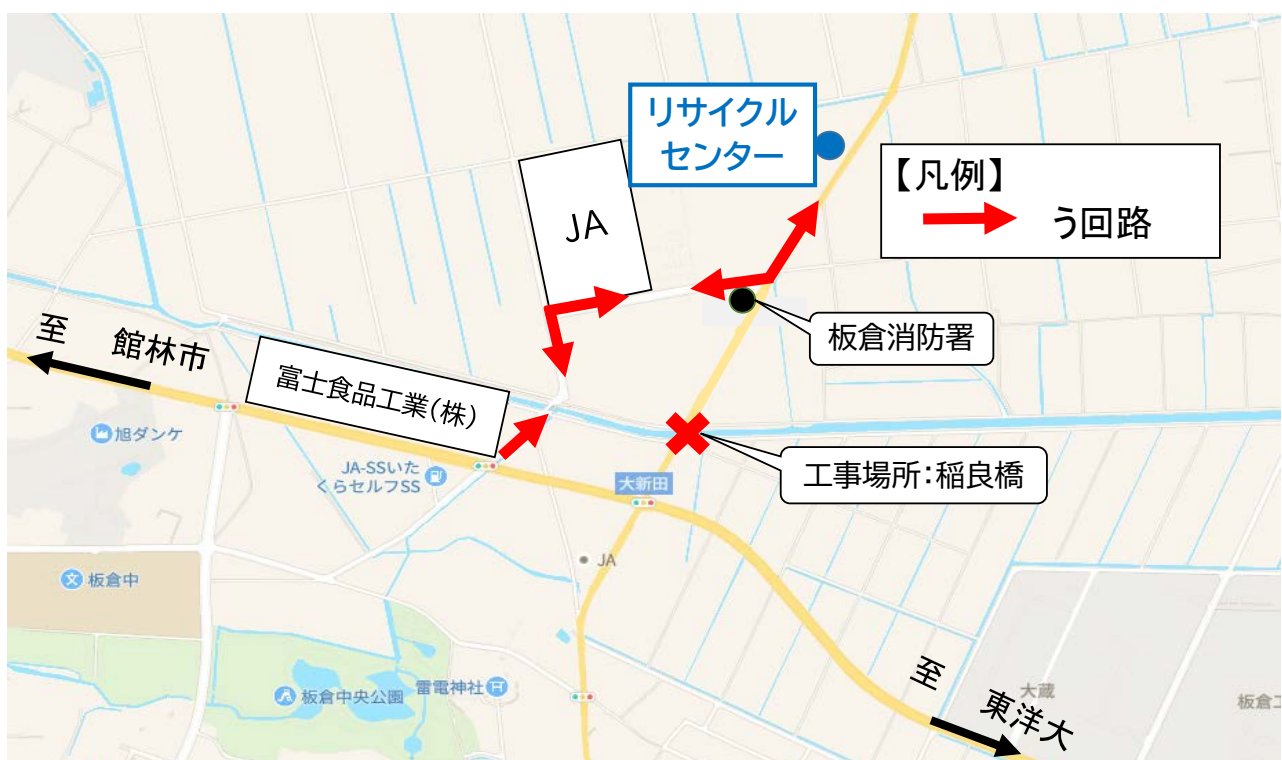 リサイクル
センター
【凡例】
う回路
JA
板倉消防署
至 館林市
富士食品工業(株)
旭ダンケ
JA-SSいた
くらセルフSS
大新田
工事場所:稲良橋
JA
板倉中
板倉中央公園
雷電神社
至 東洋大
大蔵
板倉工